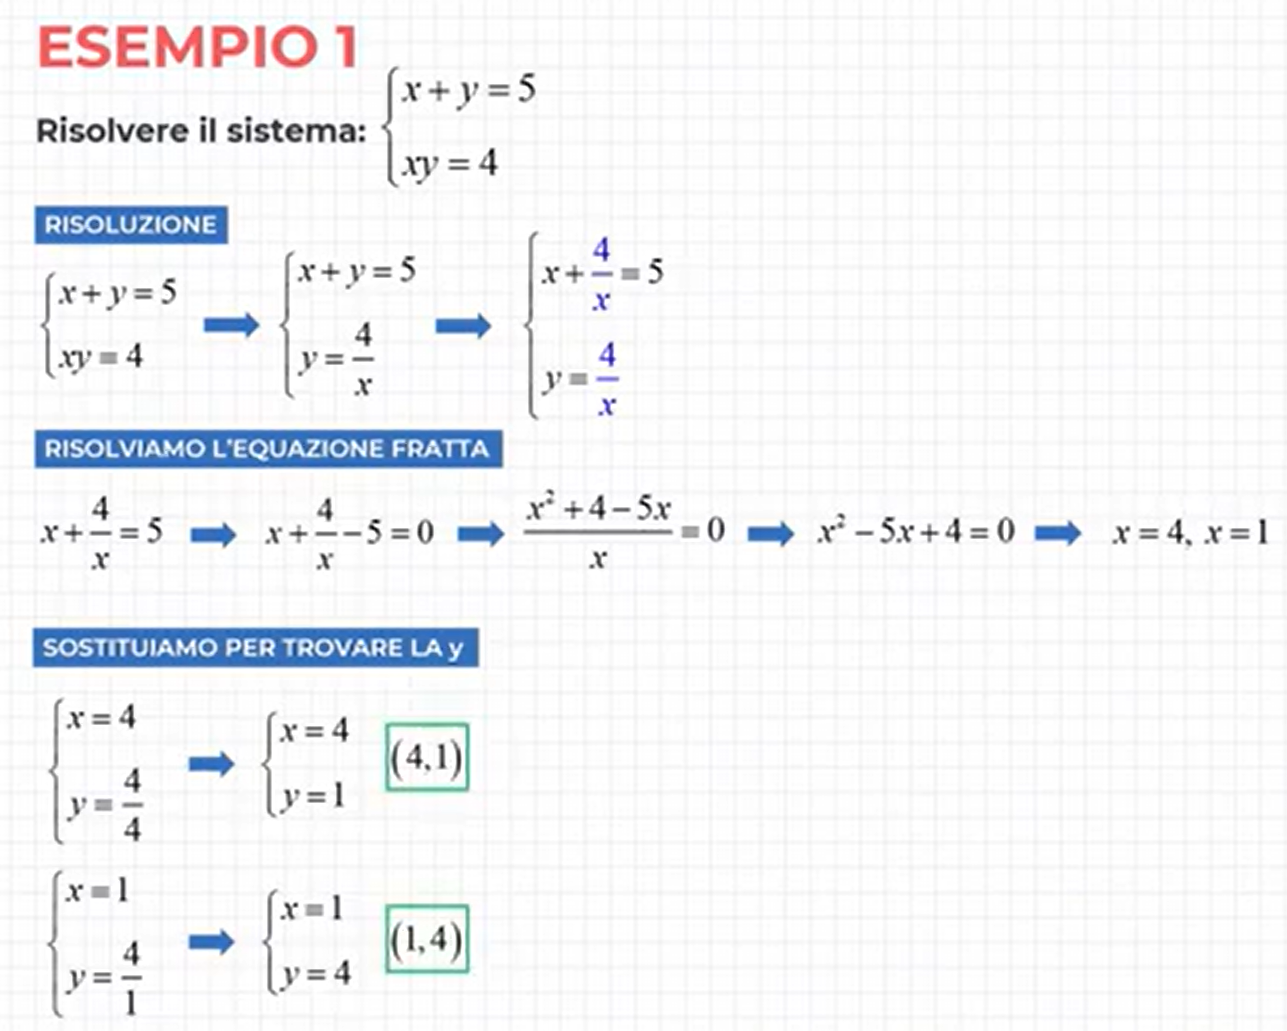 ESEMPIO 1
Risolvere il sistema: { x + y = 5
xy = 4
RISOLUZIONE
{ x + y = 5 ; xy = 4 ➡ { x + y = 5 ; y = 4/x ➡ { x + 4/x = 5 ; y = 4/x
RISOLVIAMO L'EQUAZIONE FRATTA
x + 4/x = 5 ➡ x + 4/x − 5 = 0 ➡ (x² + 4 − 5x)/x = 0 ➡ x² − 5x + 4 = 0 ➡ x = 4, x = 1
SOSTITUIAMO PER TROVARE LA y
{ x = 4 ; y = 4/4 ➡ { x = 4 ; y = 1 (4,1)
{ x = 1 ; y = 4/1 ➡ { x = 1 ; y = 4 (1,4)